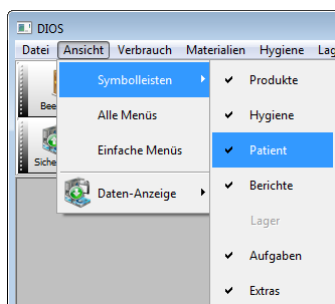 DIOS
Datei Ansicht Verbrauch Materialien Hygiene
Symbolleisten
Alle Menüs
Einfache Menüs
Daten-Anzeige
Produkte
Hygiene
Patient
Berichte
Lager
Aufgaben
Extras